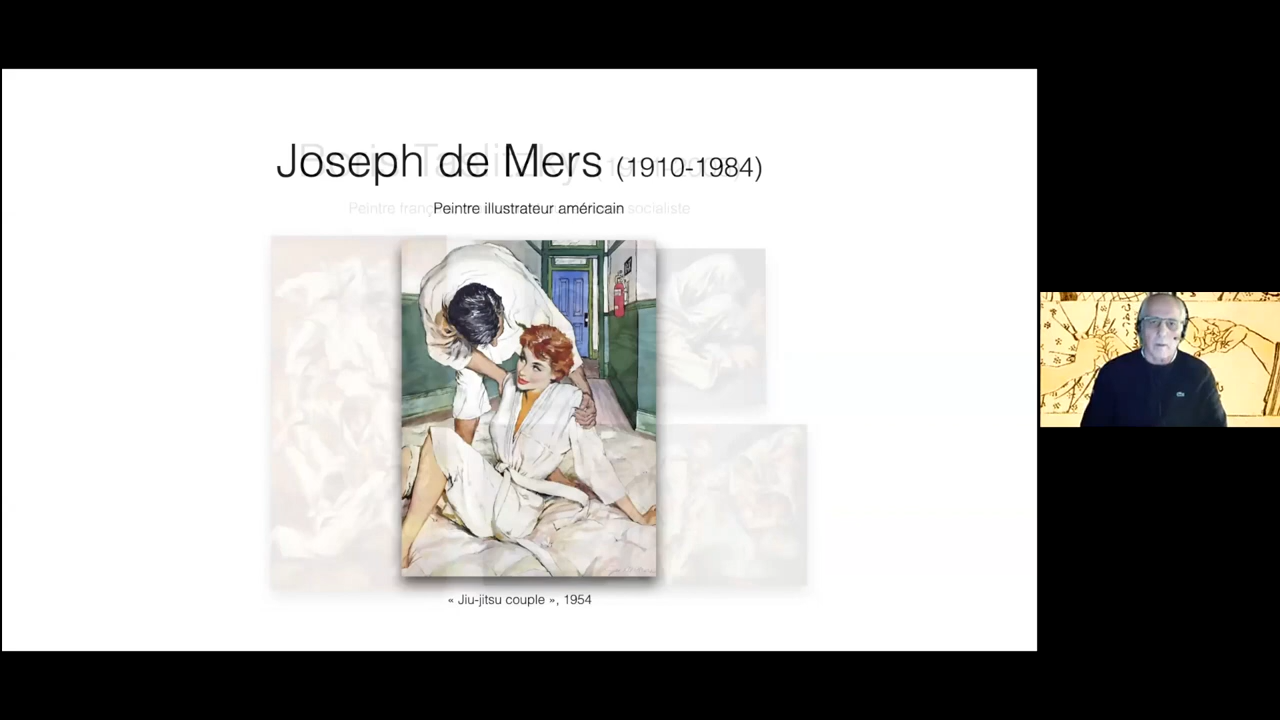 Joseph de Mers (1910-1984)
Peintre illustrateur américain
« Jiu-jitsu couple », 1954